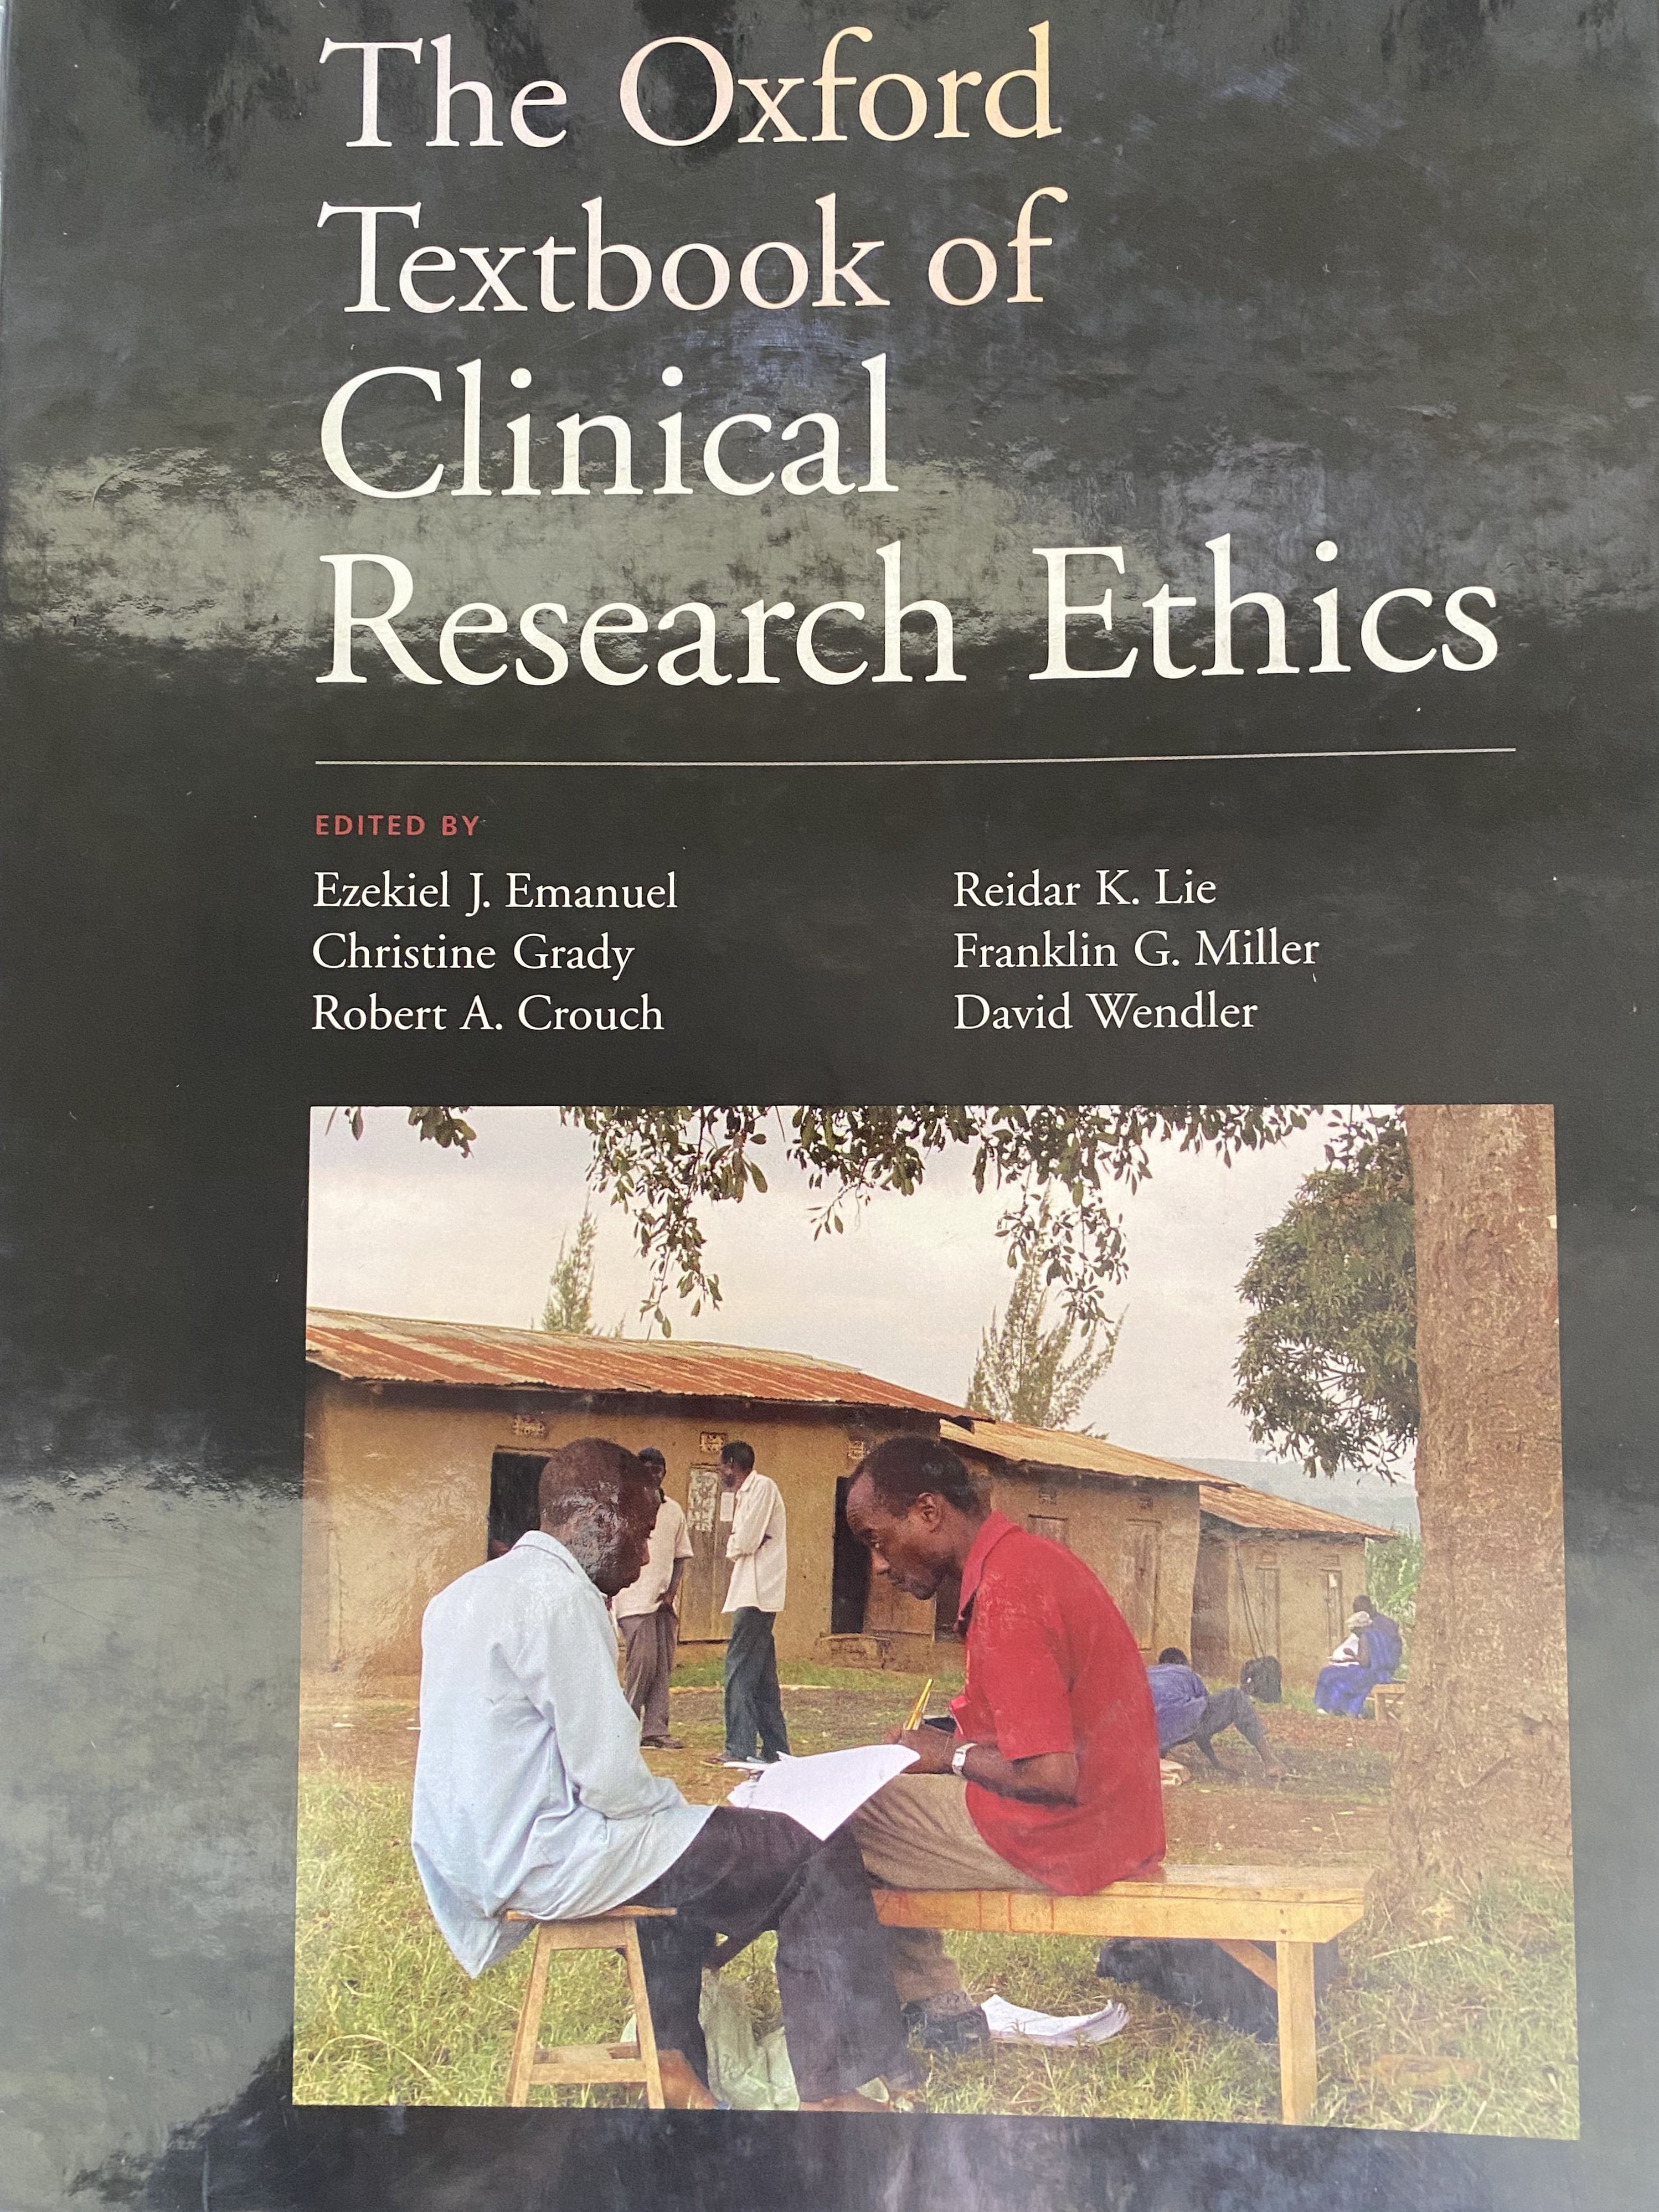 The Oxford
Textbook of
Clinical
Research Ethics
EDITED BY
Ezekiel J. Emanuel
Christine Grady
Robert A. Crouch
Reidar K. Lie
Franklin G. Miller
David Wendler